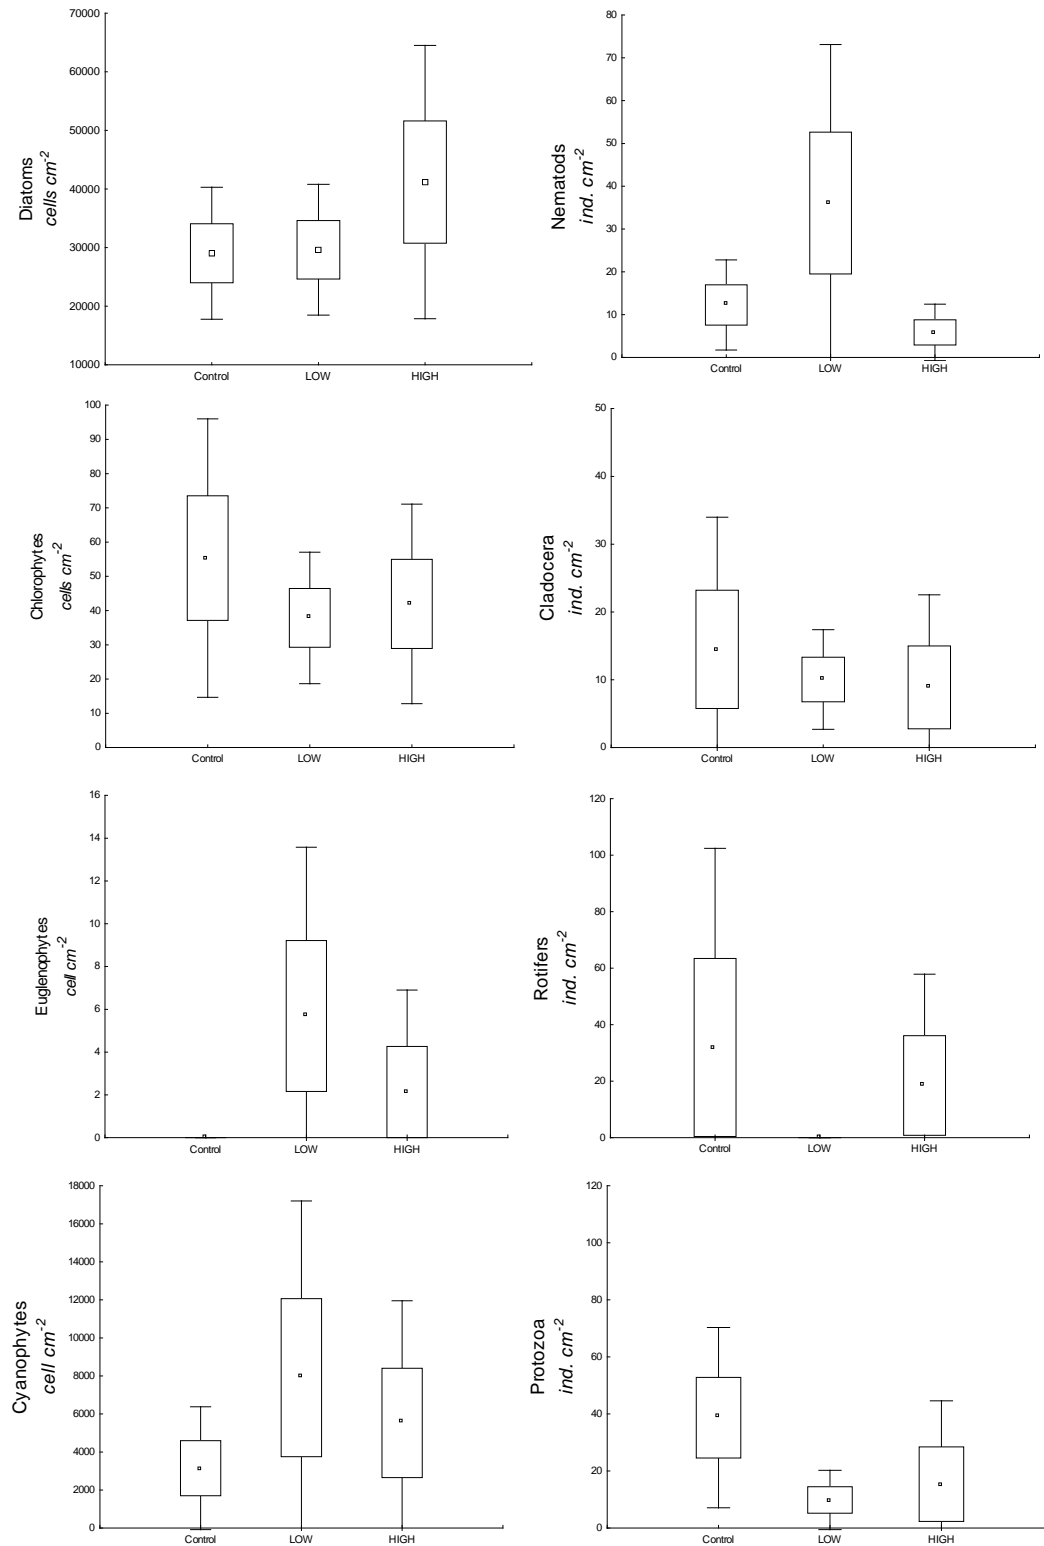 70000
60000
50000
40000
30000
20000
10000
Diatoms
cells cm-2
Control LOW HIGH
80
70
60
50
40
30
20
10
0
Nematods
ind. cm-2
Control LOW HIGH
100
90
80
70
60
50
40
30
20
10
0
Chlorophytes
cells cm-2
Control LOW HIGH
50
40
30
20
10
0
Cladocera
ind. cm-2
Control LOW HIGH
16
14
12
10
8
6
4
2
0
Euglenophytes
cell cm-2
Control LOW HIGH
120
100
80
60
40
20
0
Rotifers
ind. cm-2
Control LOW HIGH
18000
16000
14000
12000
10000
8000
6000
4000
2000
0
Cyanophytes
cell cm-2
Control LOW HIGH
120
100
80
60
40
20
0
Protozoa
ind. cm-2
Control LOW HIGH